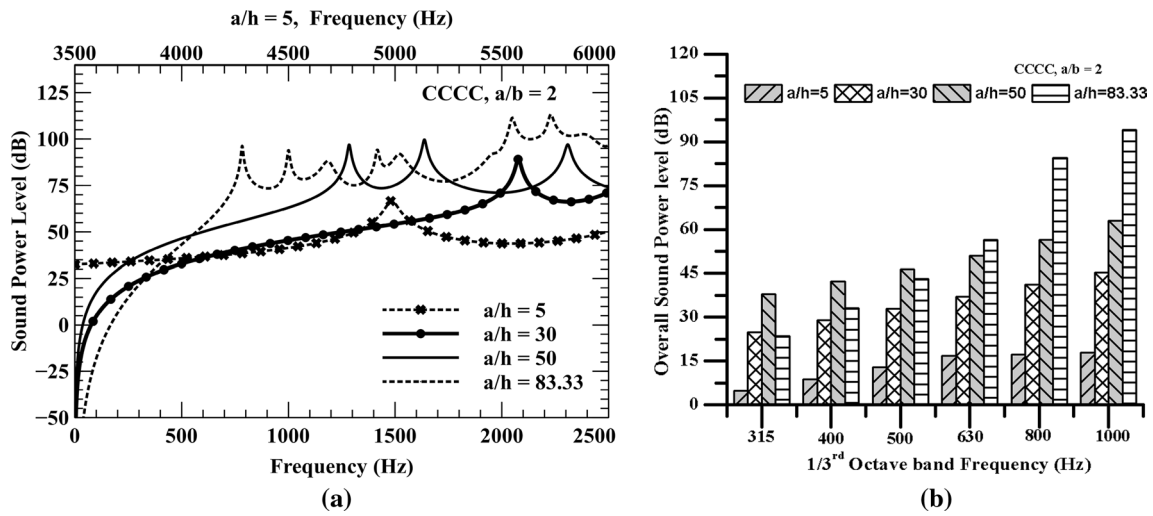 a/h = 5, Frequency (Hz)
3500 4000 4500 5000 5500 6000
CCCC, a/b = 2
125
100
75
50
25
0
−25
−50
Sound Power Level (dB)
a/h = 5
a/h = 30
a/h = 50
a/h = 83.33
0 500 1000 1500 2000 2500
Frequency (Hz)
(a)
120
105
90
75
60
45
30
15
0
Overall Sound Power level (dB)
CCCC, a/b = 2
a/h=5 a/h=30 a/h=50 a/h=83.33
315 400 500 630 800 1000
1/3rd Octave band Frequency (Hz)
(b)